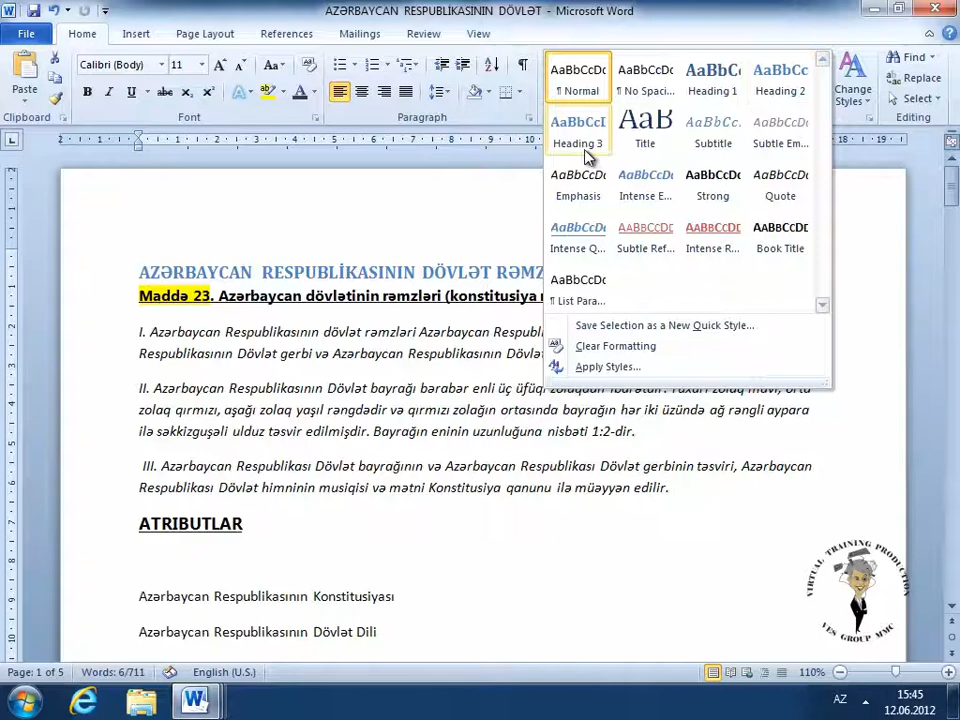 AZƏRBAYCAN RESPUBLIKASININ DÖVLƏT - Microsoft Word
File Home Insert Page Layout References Mailings Review View
Calibri (Body) 11
Paste
Clipboard
Font
Paragraph
Change Styles
Find
Replace
Select
Editing
AaBbCcDc AaBbCcDc AaBbCc AaBbCc
¶ Normal ¶ No Spaci... Heading 1 Heading 2
AaBbCcI AaB AaBbCc. AaBbCcDc
Heading 3 Title Subtitle Subtle Em...
AaBbCcDc AaBbCcDc AaBbCcDc AaBbCcDc
Emphasis Intense E... Strong Quote
AaBbCcDc AABBCCDD AABBCCDD AaBbCcDc
Intense Q... Subtle Ref... Intense R... Book Title
AaBbCcDc
¶ List Para...
Save Selection as a New Quick Style...
Clear Formatting
Apply Styles...
AZƏRBAYCAN RESPUBLİKASININ DÖVLƏT RƏMZ
Maddə 23. Azərbaycan dövlətinin rəmzləri (konstitusiya
I. Azərbaycan Respublikasının dövlət rəmzləri Azərbaycan
Respublikasının Dövlət gerbi və Azərbaycan Respublikasının Dövlət
II. Azərbaycan Respublikasının Dövlət bayrağı bərabər enli üç üfüqi zolaqdan ibarətdir. Yuxarı zolaq mavi, orta
zolaq qırmızı, aşağı zolaq yaşıl rəngdədir və qırmızı zolağın ortasında bayrağın hər iki üzündə ağ rəngli aypara
ilə səkkizguşəli ulduz təsvir edilmişdir. Bayrağın eninin uzunluğuna nisbəti 1:2-dir.
III. Azərbaycan Respublikası Dövlət bayrağının və Azərbaycan Respublikası Dövlət gerbinin təsviri, Azərbaycan
Respublikası Dövlət himninin musiqisi və mətni Konstitusiya qanunu ilə müəyyən edilir.
ATRIBUTLAR
Azərbaycan Respublikasının Konstitusiyası
Azərbaycan Respublikasının Dövlət Dili
VIRTUAL TRAINING PRODUCTION
YES GROUP MMC
Page: 1 of 5 Words: 6/711 English (U.S.) 110%
AZ
15:45
12.06.2012